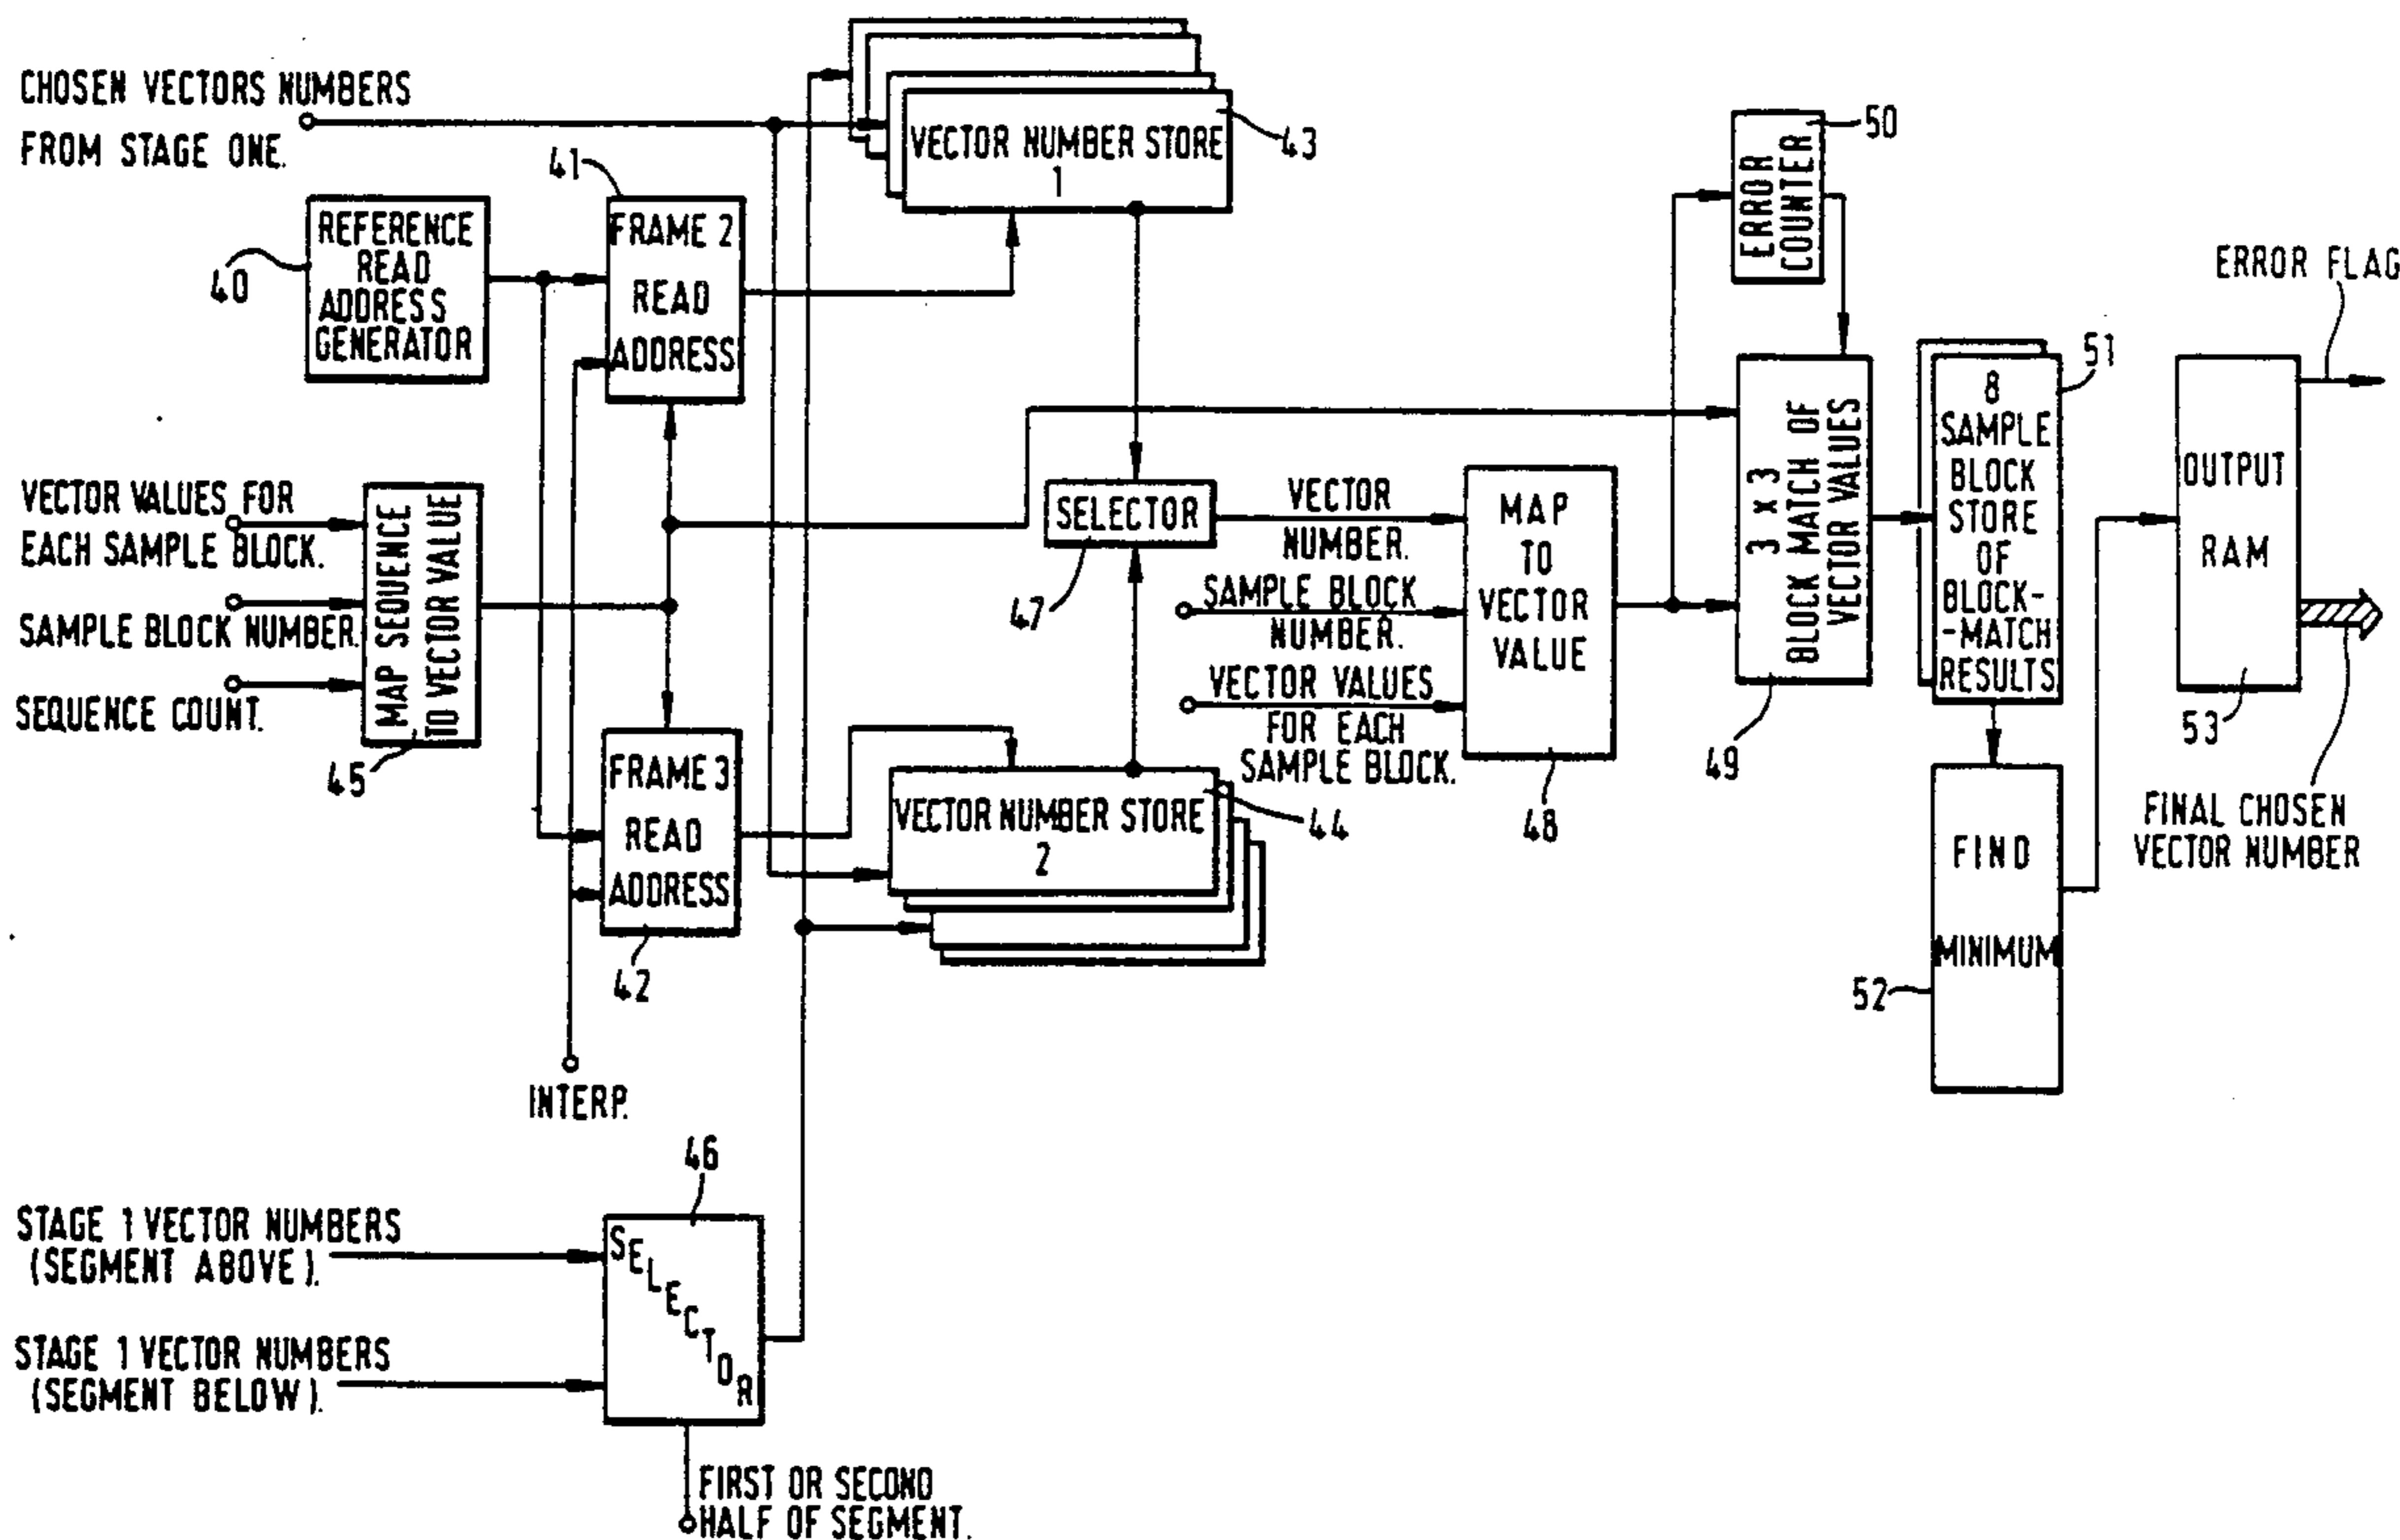 CHOSEN VECTORS NUMBERS
FROM STAGE ONE.
VECTOR NUMBER STORE
1
43
41
REFERENCE
READ
ADDRESS
GENERATOR
40
FRAME 2
READ
ADDRESS
ERROR
COUNTER
50
ERROR FLAG
VECTOR VALUES FOR
EACH SAMPLE BLOCK.
SAMPLE BLOCK NUMBER.
SEQUENCE COUNT.
MAP SEQUENCE
TO VECTOR VALUE
45
SELECTOR
47
VECTOR
NUMBER.
SAMPLE BLOCK
NUMBER.
VECTOR VALUES
FOR EACH
SAMPLE BLOCK.
MAP
TO
VECTOR
VALUE
48
3 x 3
BLOCK MATCH OF
VECTOR VALUES
49
8
SAMPLE
BLOCK
STORE
OF
BLOCK-
-MATCH
RESULTS
51
OUTPUT
RAM
53
FRAME 3
READ
ADDRESS
42
VECTOR NUMBER STORE
2
44
FIND
MINIMUM
52
FINAL CHOSEN
VECTOR NUMBER
INTERP.
46
SELECTOR
STAGE 1 VECTOR NUMBERS
(SEGMENT ABOVE).
STAGE 1 VECTOR NUMBERS
(SEGMENT BELOW).
FIRST OR SECOND
HALF OF SEGMENT.